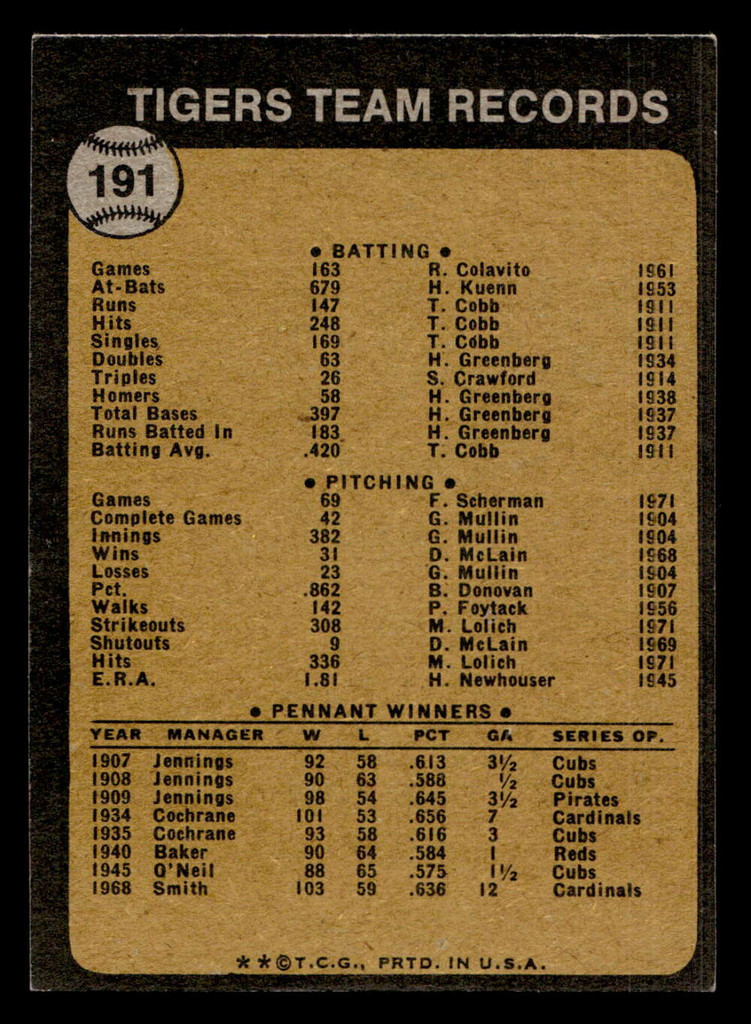 TIGERS TEAM RECORDS
191
● BATTING ●
Games 163 R. Colavito 1961
At-Bats 679 H. Kuenn 1953
Runs 147 T. Cobb 1911
Hits 248 T. Cobb 1911
Singles 169 T. Cobb 1911
Doubles 63 H. Greenberg 1934
Triples 26 S. Crawford 1914
Homers 58 H. Greenberg 1938
Total Bases 397 H. Greenberg 1937
Runs Batted In 183 H. Greenberg 1937
Batting Avg. .420 T. Cobb 1911
● PITCHING ●
Games 69 F. Scherman 1971
Complete Games 42 G. Mullin 1904
Innings 382 G. Mullin 1904
Wins 31 D. McLain 1968
Losses 23 G. Mullin 1904
Pct. .862 B. Donovan 1907
Walks 142 P. Foytack 1956
Strikeouts 308 M. Lolich 1971
Shutouts 9 D. McLain 1969
Hits 336 M. Lolich 1971
E.R.A. 1.81 H. Newhouser 1945
● PENNANT WINNERS ●
YEAR MANAGER W L PCT GA SERIES OP.
1907 Jennings 92 58 .613 3½ Cubs
1908 Jennings 90 63 .588 ½ Cubs
1909 Jennings 98 54 .645 3½ Pirates
1934 Cochrane 101 53 .656 7 Cardinals
1935 Cochrane 93 58 .616 3 Cubs
1940 Baker 90 64 .584 1 Reds
1945 O'Neil 88 65 .575 1½ Cubs
1968 Smith 103 59 .636 12 Cardinals
**©T.C.G., PRTD. IN U.S.A.